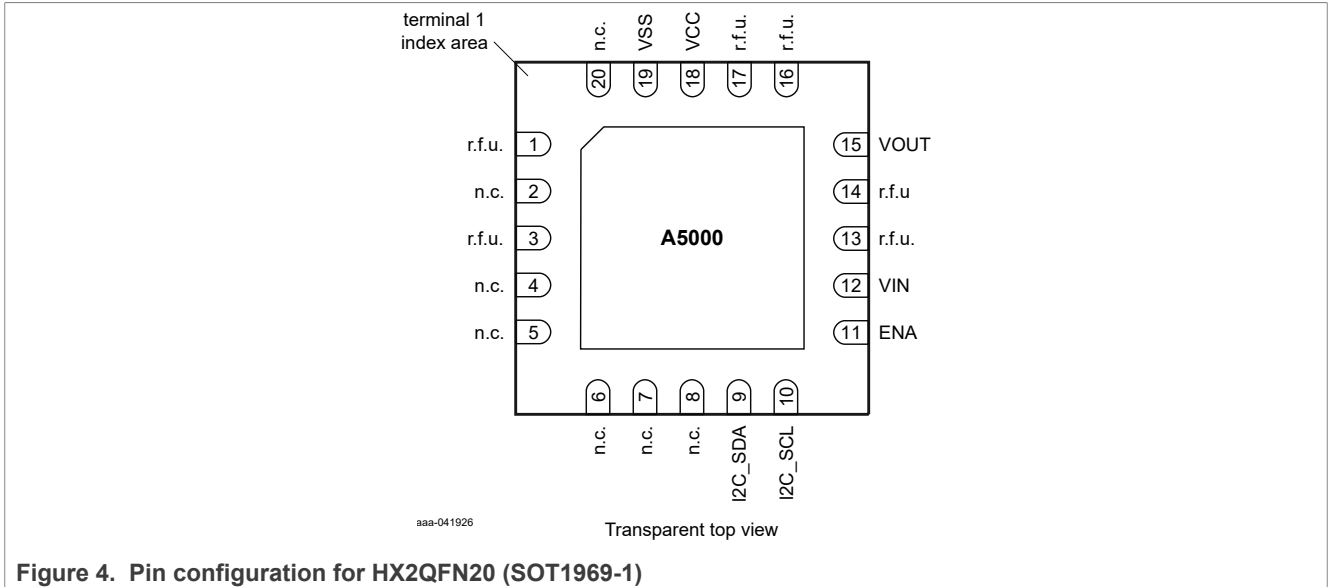 terminal 1
index area
n.c.
VSS
VCC
r.f.u.
r.f.u.
20
19
18
17
16
r.f.u. 1
n.c. 2
r.f.u. 3
n.c. 4
n.c. 5
A5000
15 VOUT
14 r.f.u
13 r.f.u.
12 VIN
11 ENA
6
7
8
9
10
n.c.
n.c.
n.c.
I2C_SDA
I2C_SCL
aaa-041926
Transparent top view
Figure 4. Pin configuration for HX2QFN20 (SOT1969-1)